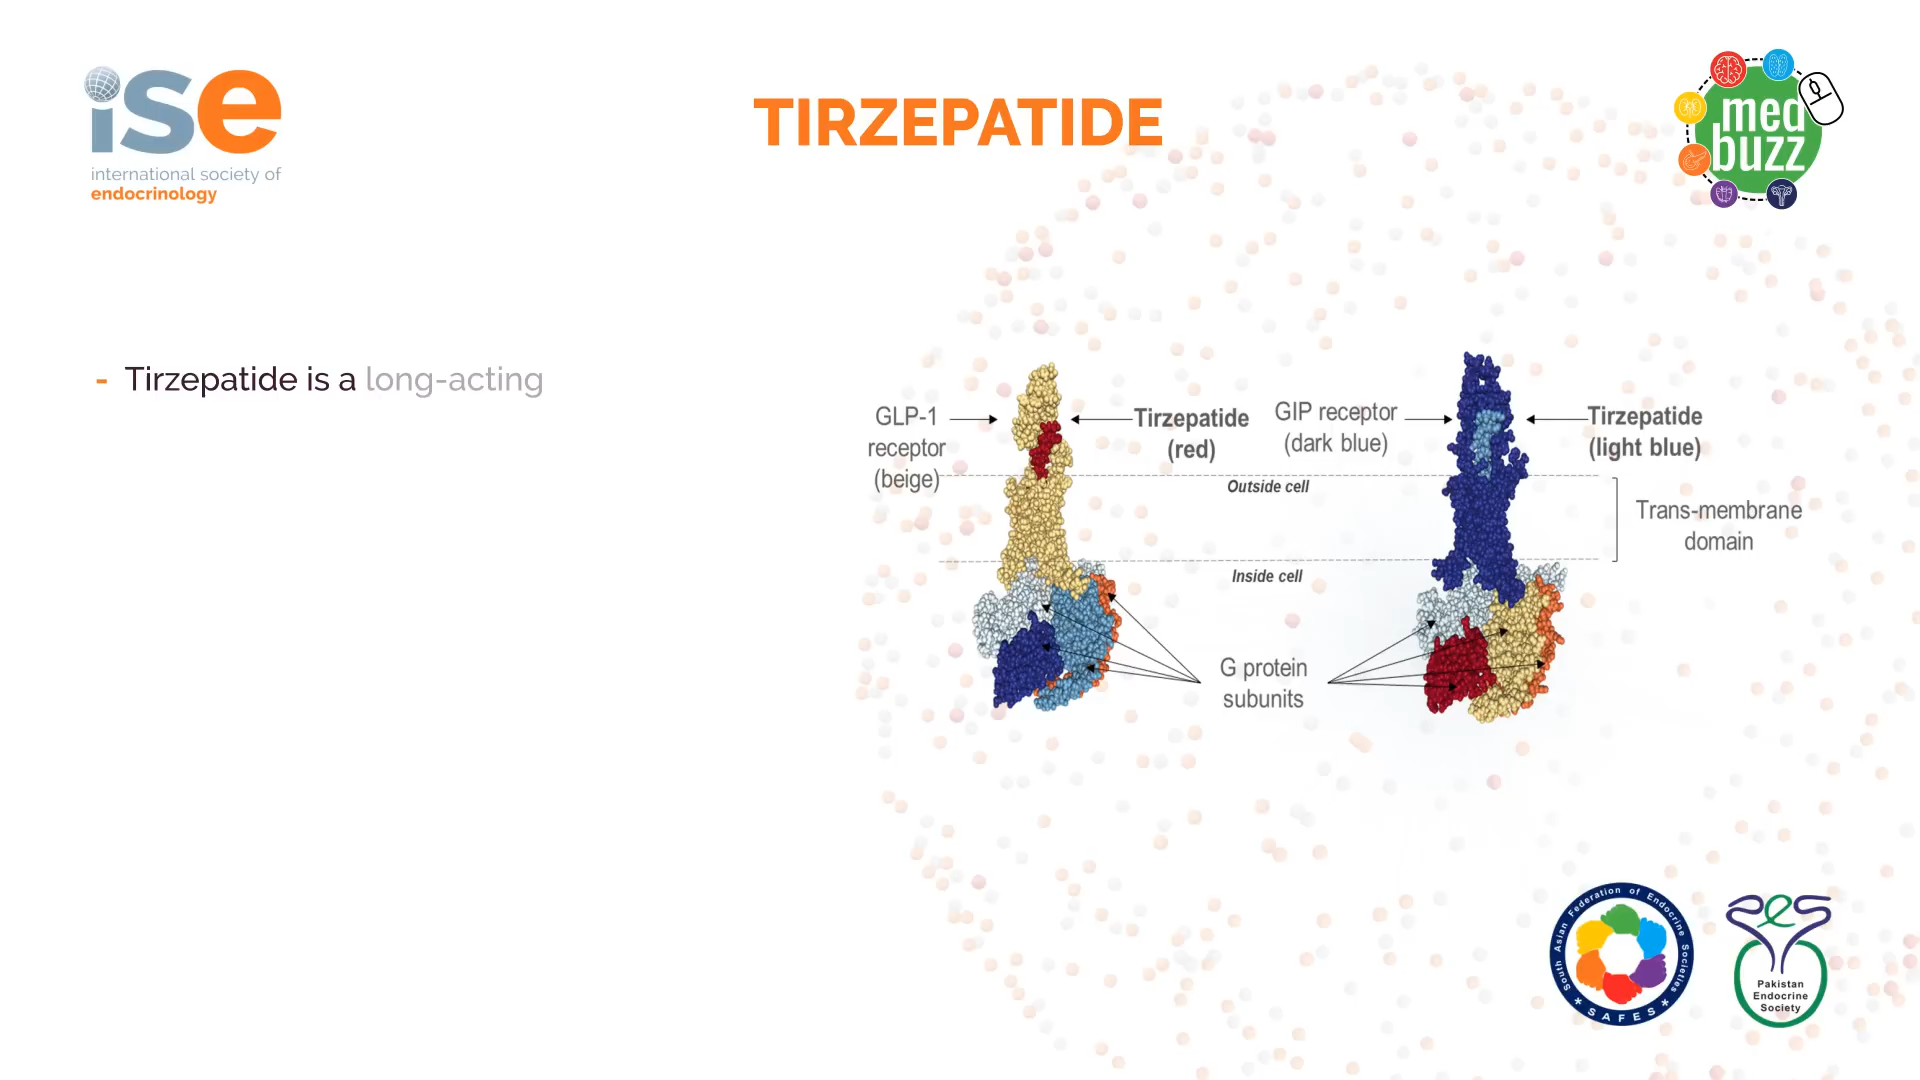 ise
international society of
endocrinology
TIRZEPATIDE
med
buzz
- Tirzepatide is a long-acting
GLP-1
receptor
(beige)
Tirzepatide
(red)
GIP receptor
(dark blue)
Tirzepatide
(light blue)
Outside cell
Trans-membrane
domain
Inside cell
G protein
subunits
South Asian Federation of Endocrine Societies
* SAFES *
PES
Pakistan
Endocrine
Society